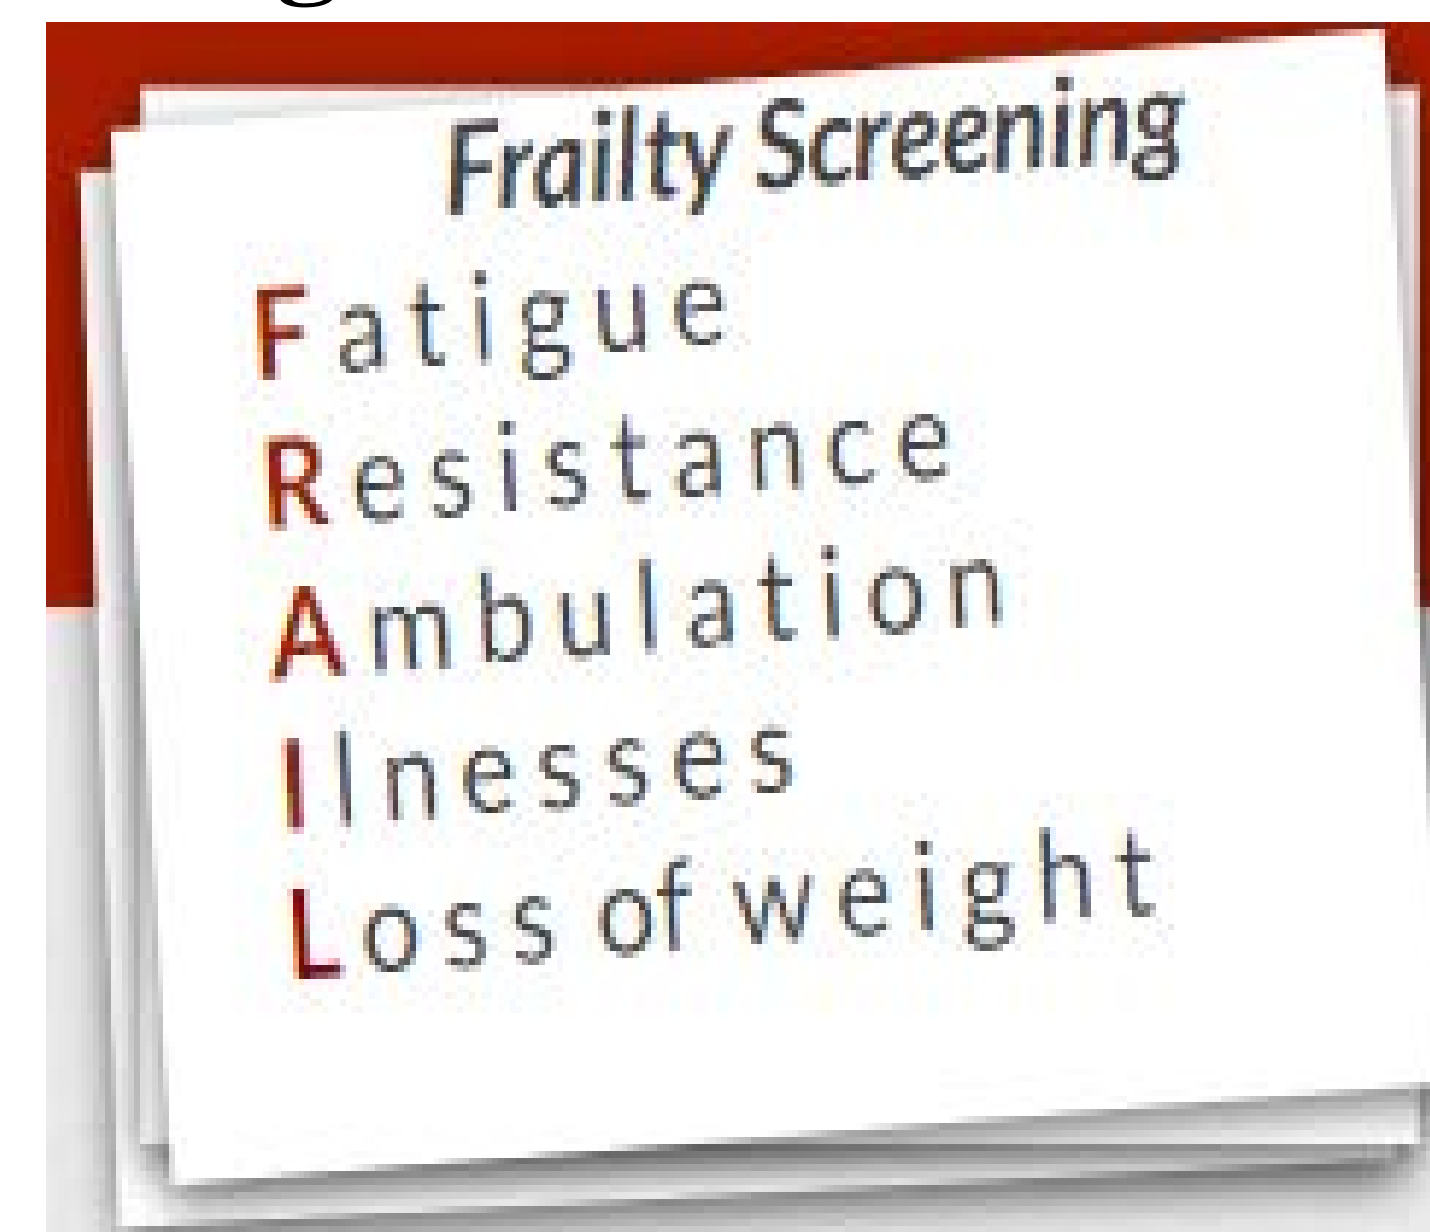 Frailty Screening
Fatigue
Resistance
Ambulation
Ilnesses
Loss of weight